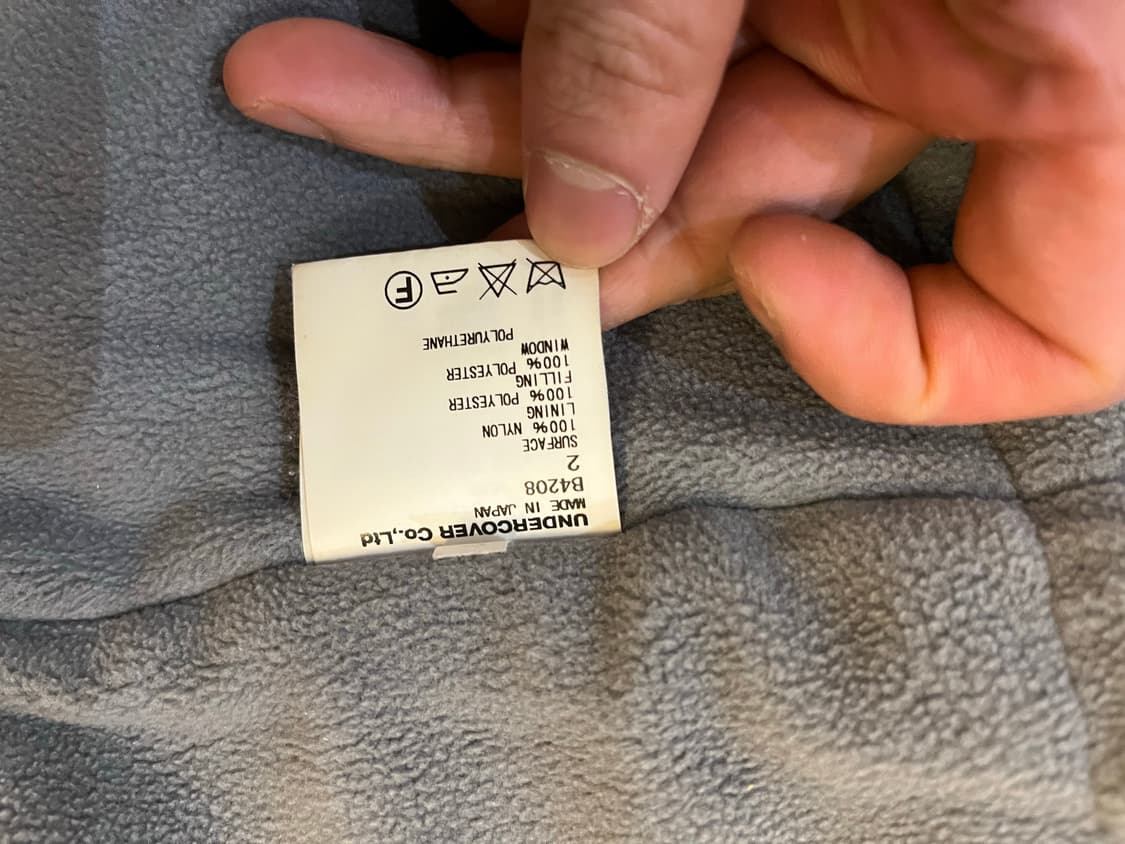 UNDERCOVER Co.,Ltd
MADE IN JAPAN
B4208
2
SURFACE
100% NYLON
LINING
100% POLYESTER
FILLING
100% POLYESTER
WINDOW
POLYURETHANE
F